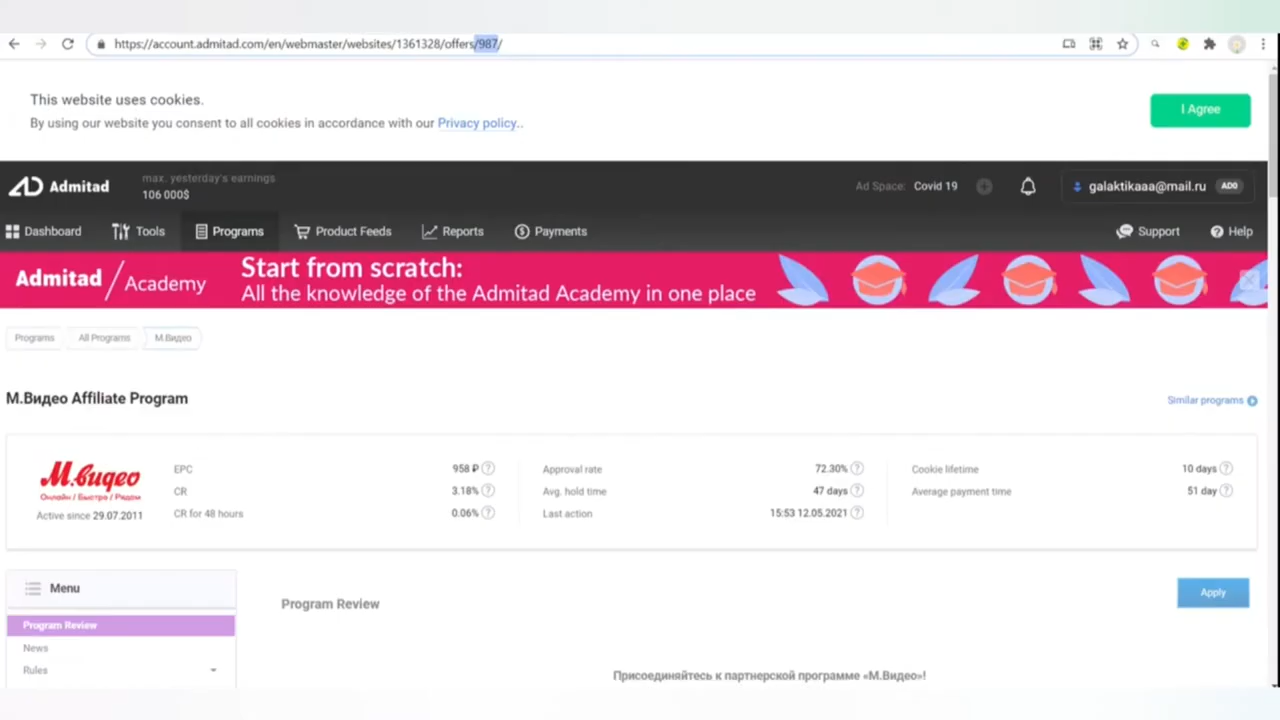 https://account.admitad.com/en/webmaster/websites/1361328/offers/987/
This website uses cookies.
By using our website you consent to all cookies in accordance with our Privacy policy..
I Agree
Admitad
max. yesterday's earnings
106 000$
Ad Space: Covid 19
galaktikaaa@mail.ru AD0
Dashboard Tools Programs Product Feeds Reports Payments Support Help
Admitad / Academy
Start from scratch:
All the knowledge of the Admitad Academy in one place
Programs All Programs М.Видео
М.Видео Affiliate Program
Similar programs
М.видео
Онлайн / Быстро / Рядом
Active since 29.07.2011
EPC 958 ₽
CR 3.18%
CR for 48 hours 0.06%
Approval rate 72.30%
Avg. hold time 47 days
Last action 15:53 12.05.2021
Cookie lifetime 10 days
Average payment time 51 day
Menu
Program Review
News
Rules
Program Review
Apply
Присоединяйтесь к партнерской программе «М.Видео»!